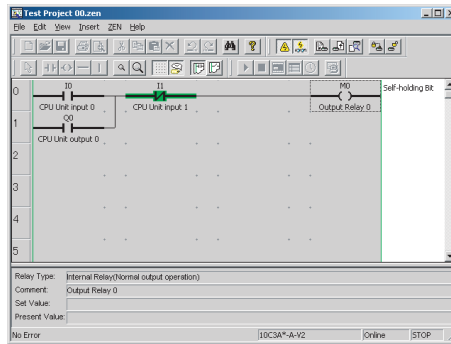 Test Project 00.zen
File Edit View Insert ZEN Help
0 I0 I1 M0 Self-holding Bit
CPU Unit input 0 CPU Unit input 1 Output Relay 0
1 Q0
CPU Unit output 0
2
3
4
5
Relay Type: Internal Relay(Normal output operation)
Comment: Output Relay 0
Set Value:
Present Value:
No Error 10C3A*-A-V2 Online STOP